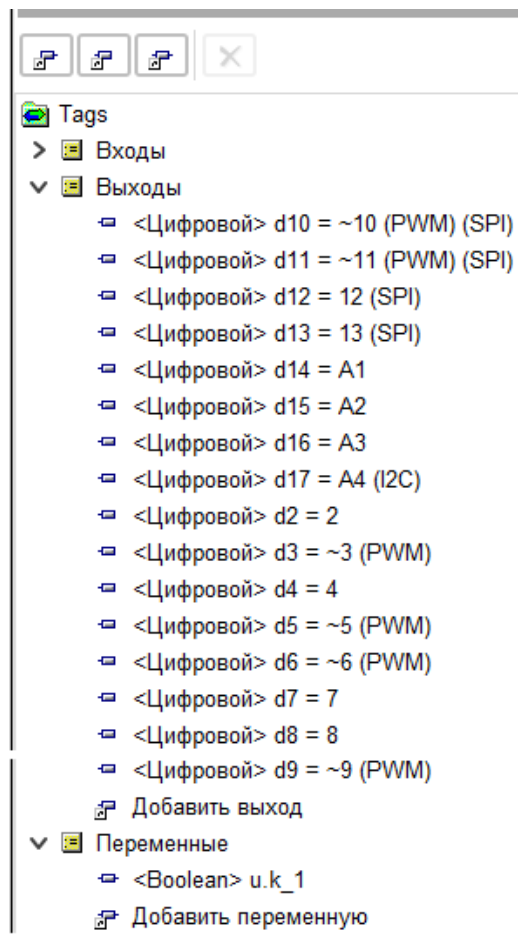 Tags
Входы
Выходы
<Цифровой> d10 = ~10 (PWM) (SPI)
<Цифровой> d11 = ~11 (PWM) (SPI)
<Цифровой> d12 = 12 (SPI)
<Цифровой> d13 = 13 (SPI)
<Цифровой> d14 = A1
<Цифровой> d15 = A2
<Цифровой> d16 = A3
<Цифровой> d17 = A4 (I2C)
<Цифровой> d2 = 2
<Цифровой> d3 = ~3 (PWM)
<Цифровой> d4 = 4
<Цифровой> d5 = ~5 (PWM)
<Цифровой> d6 = ~6 (PWM)
<Цифровой> d7 = 7
<Цифровой> d8 = 8
<Цифровой> d9 = ~9 (PWM)
Добавить выход
Переменные
<Boolean> u.k_1
Добавить переменную